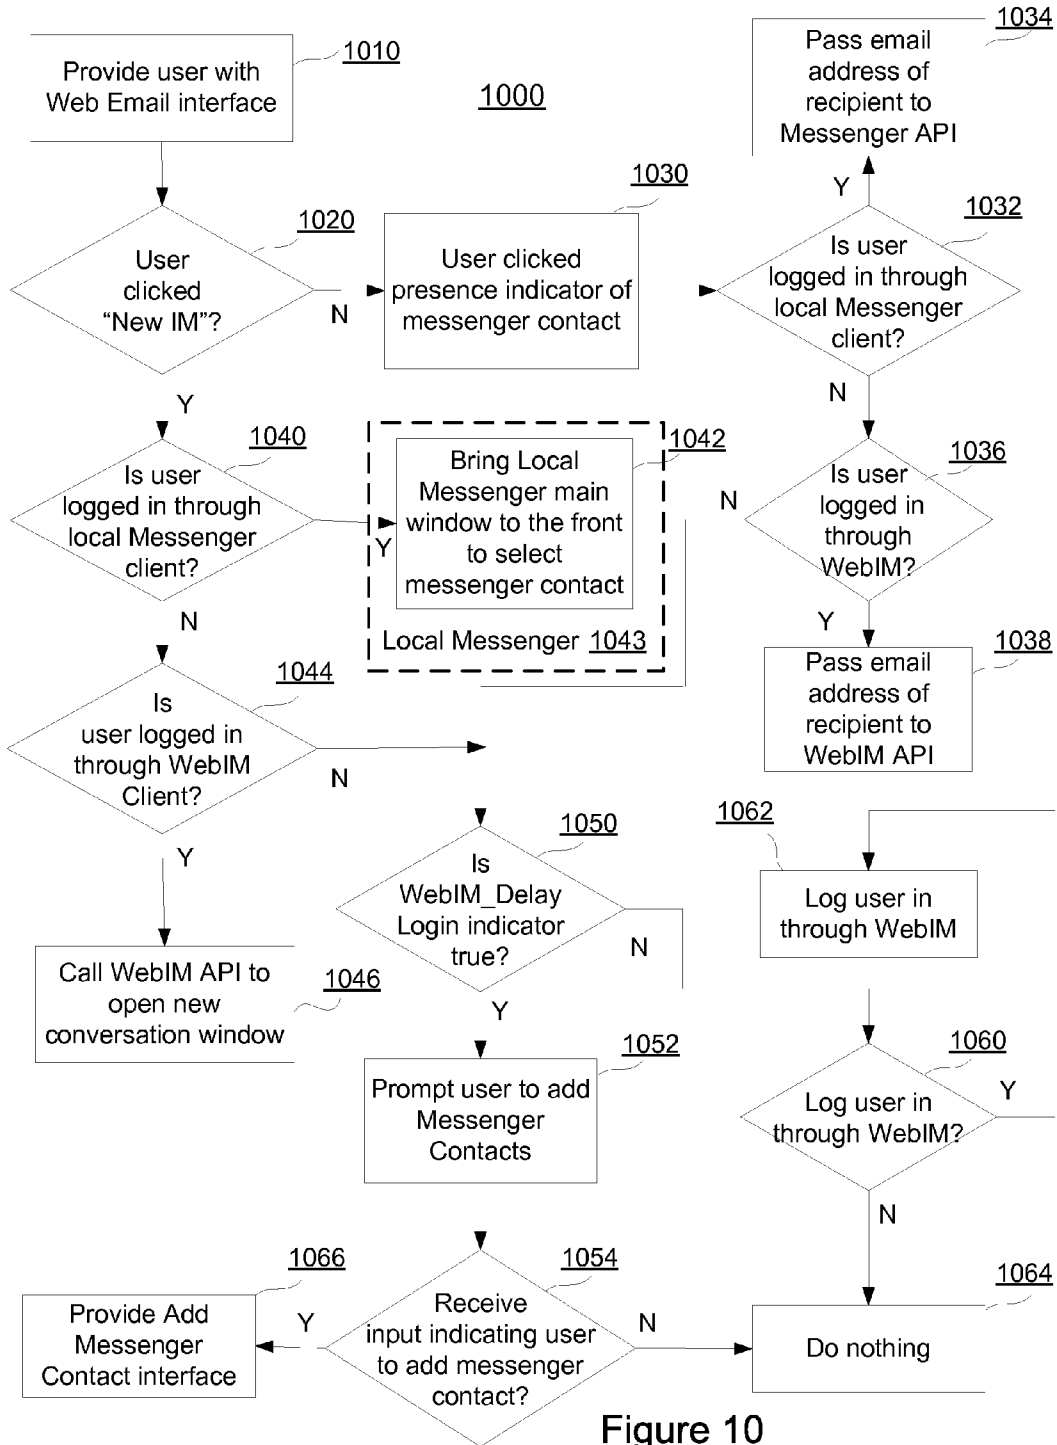 1034
Pass email
address of
recipient to
Messenger API
1010
Provide user with
Web Email interface
1000
Y
1020
User
clicked
“New IM”?
N
1030
User clicked
presence indicator of
messenger contact
1032
Is user
logged in through
local Messenger
client?
N
Y
1040
Is user
logged in through
local Messenger
client?
Y
1042
Bring Local
Messenger main
window to the front
to select
messenger contact
Local Messenger 1043
1036
Is user
logged in
through
WebIM?
N
Y
1038
Pass email
address of
recipient to
WebIM API
N
1044
Is
user logged in
through WebIM
Client?
N
Y
1046
Call WebIM API to
open new
conversation window
1050
Is
WebIM_Delay
Login indicator
true?
N
Y
1052
Prompt user to add
Messenger
Contacts
1062
Log user in
through WebIM
1060
Log user in
through WebIM?
Y
N
1066
Provide Add
Messenger
Contact interface
Y
1054
Receive
input indicating user
to add messenger
contact?
N
1064
Do nothing
Figure 10